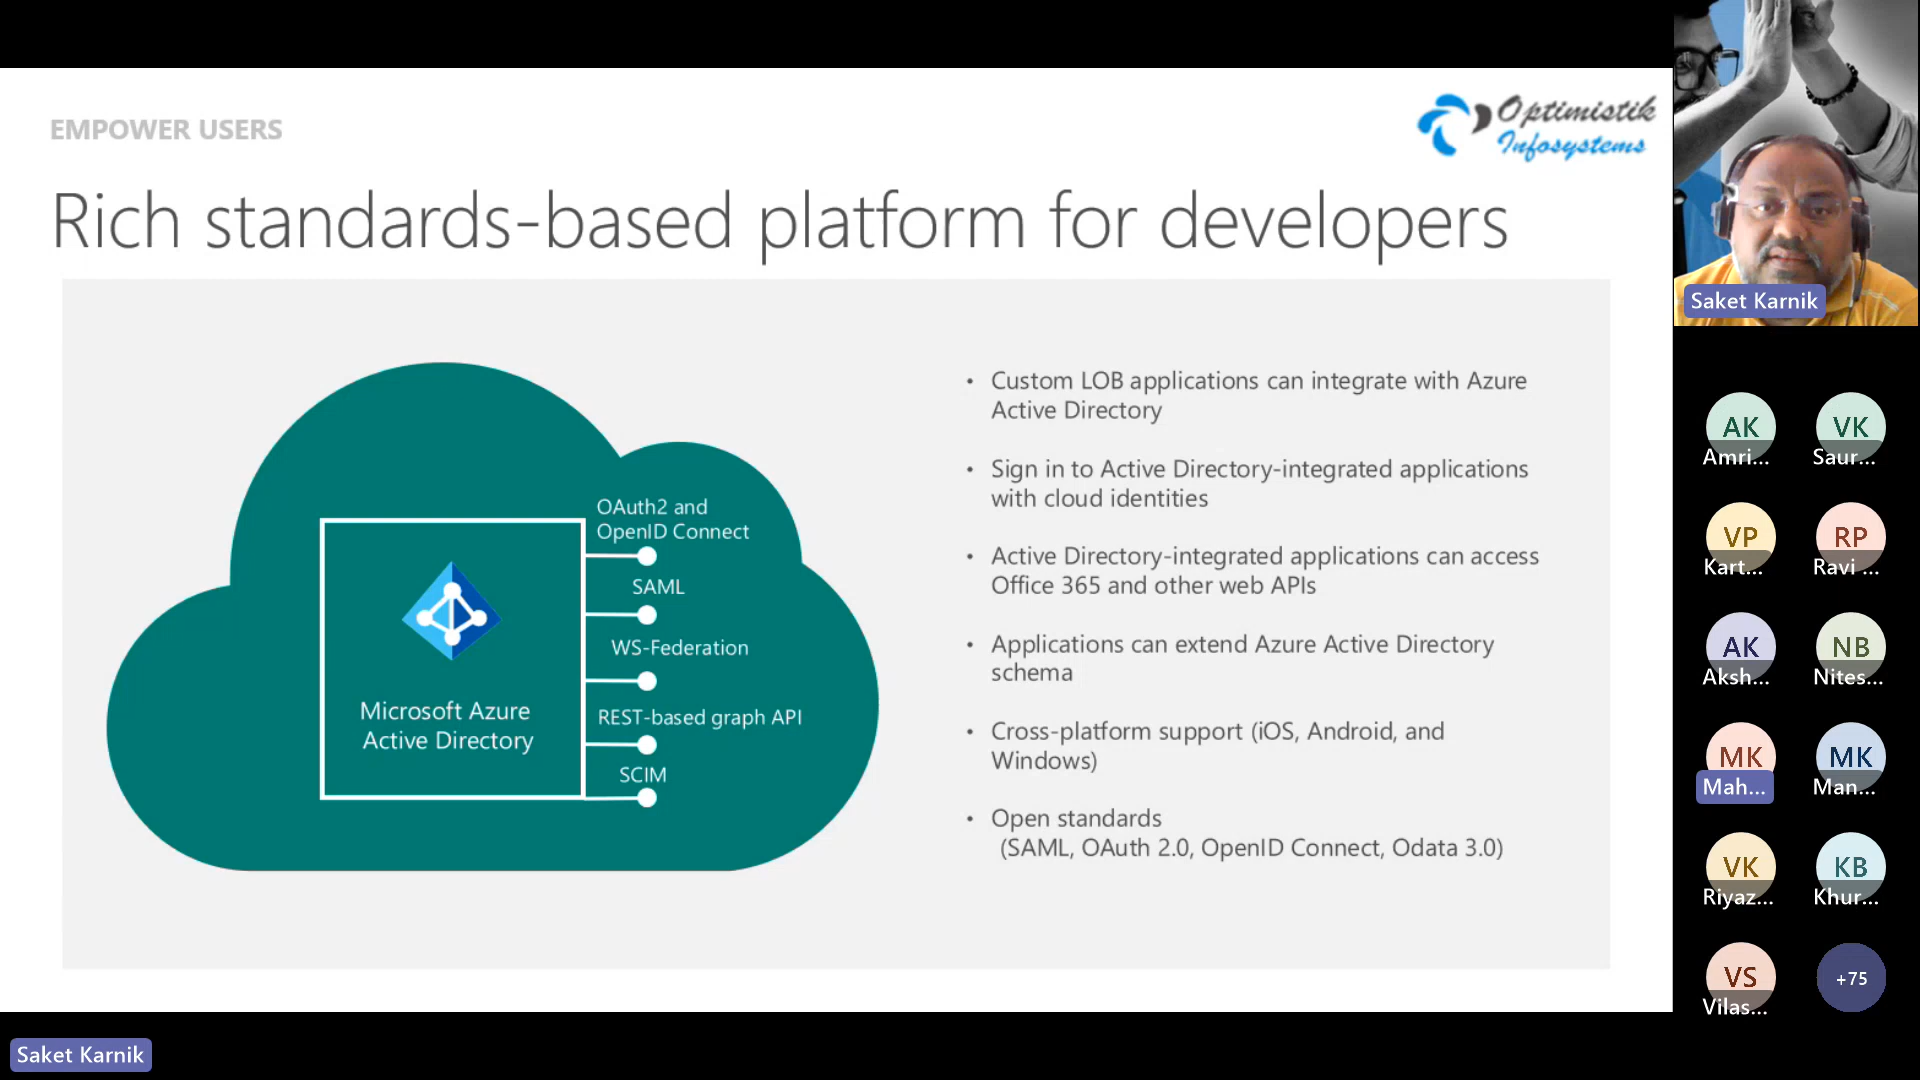 EMPOWER USERS
Optimistik
Infosystems
Rich standards-based platform for developers
OAuth2 and
OpenID Connect
SAML
WS-Federation
REST-based graph API
SCIM
Microsoft Azure
Active Directory
• Custom LOB applications can integrate with Azure
Active Directory
• Sign in to Active Directory-integrated applications
with cloud identities
• Active Directory-integrated applications can access
Office 365 and other web APIs
• Applications can extend Azure Active Directory
schema
• Cross-platform support (iOS, Android, and
Windows)
• Open standards
(SAML, OAuth 2.0, OpenID Connect, Odata 3.0)
Saket Karnik
AK
Amri...
VK
Saur...
VP
Kart...
RP
Ravi ...
AK
Aksh...
NB
Nites...
MK
Mah...
MK
Man...
VK
Riyaz...
KB
Khur...
VS
Vilas...
+75
Saket Karnik